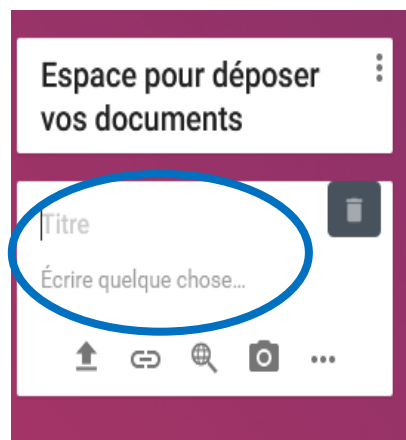 Espace pour déposer
vos documents
Titre
Écrire quelque chose...